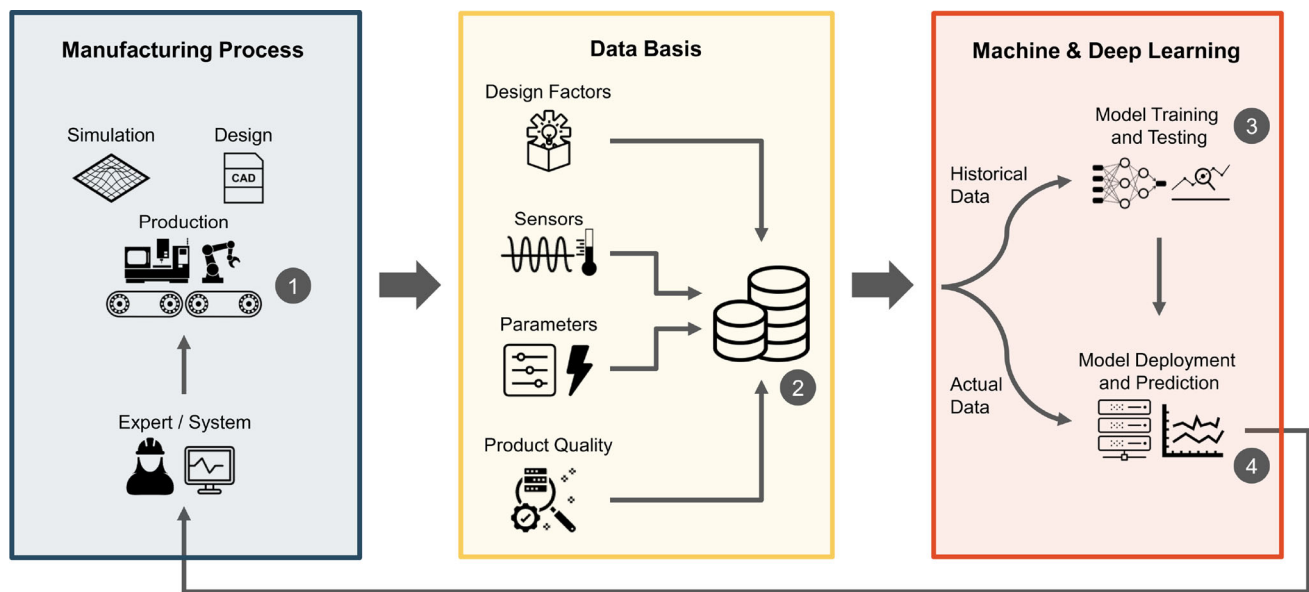 Manufacturing Process
Simulation
Design
CAD
Production
1
Expert / System
Data Basis
Design Factors
Sensors
Parameters
Product Quality
2
Machine & Deep Learning
Historical
Data
Model Training
and Testing
3
Actual
Data
Model Deployment
and Prediction
4